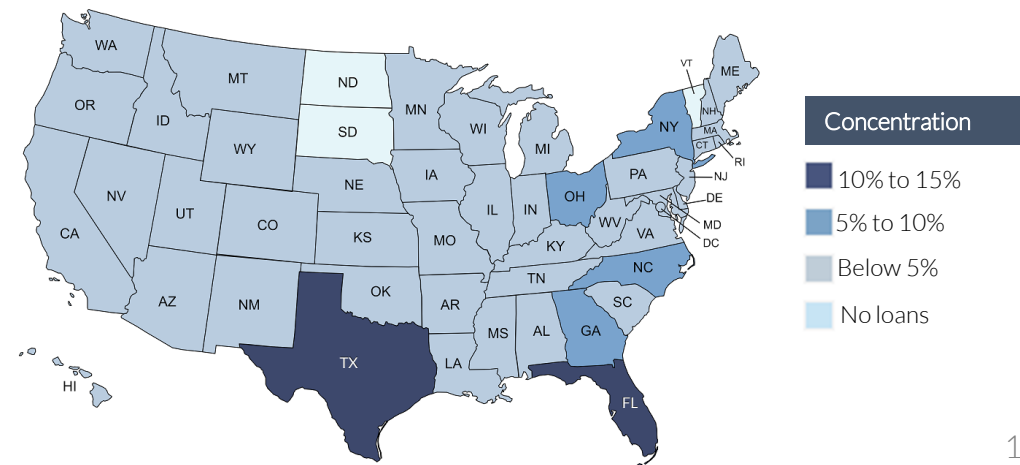 WA
MT
ND
MN
VT
ME
OR
ID
SD
WI
MI
NY
NH
MA
CT
RI
WY
NE
IA
PA
NJ
NV
UT
CO
IL
IN
OH
DE
WV
MD
VA
DC
CA
KS
MO
KY
AZ
NM
OK
AR
TN
NC
SC
MS
AL
GA
TX
LA
FL
HI
Concentration
10% to 15%
5% to 10%
Below 5%
No loans
1